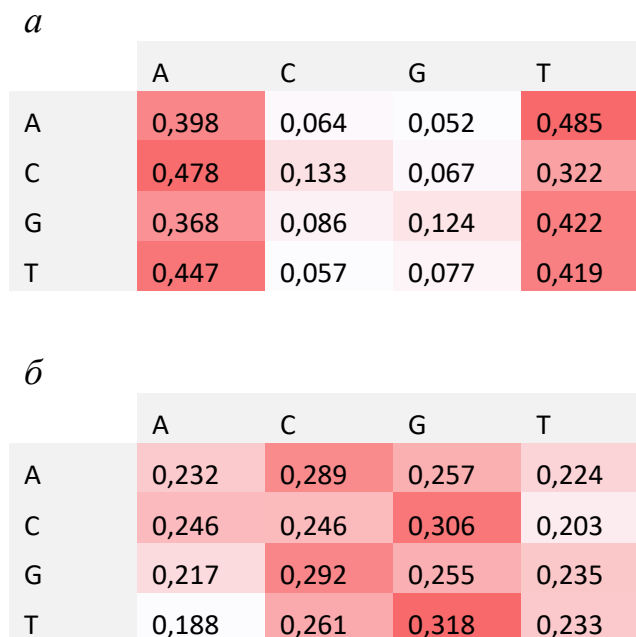 а
A C G T
A 0,398 0,064 0,052 0,485
C 0,478 0,133 0,067 0,322
G 0,368 0,086 0,124 0,422
T 0,447 0,057 0,077 0,419
б
A C G T
A 0,232 0,289 0,257 0,224
C 0,246 0,246 0,306 0,203
G 0,217 0,292 0,255 0,235
T 0,188 0,261 0,318 0,233